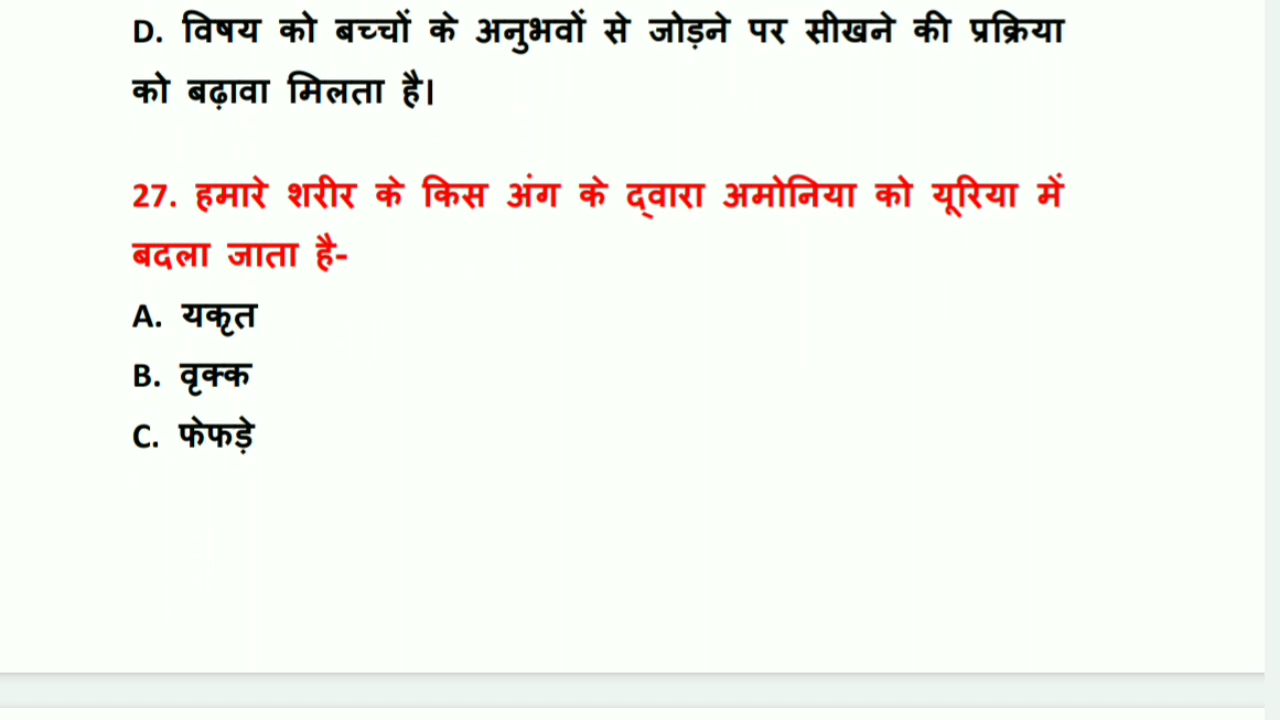 D. विषय को बच्चों के अनुभवों से जोड़ने पर सीखने की प्रक्रिया
को बढ़ावा मिलता है।
27. हमारे शरीर के किस अंग के द्वारा अमोनिया को यूरिया में
बदला जाता है-
A. यकृत
B. वृक्क
C. फेफड़े